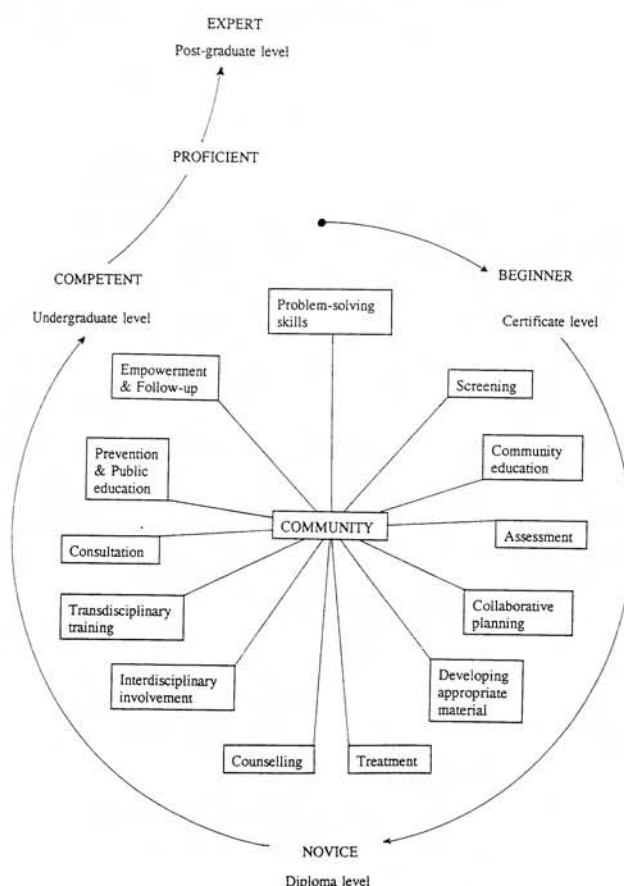 EXPERT
Post-graduate level
PROFICIENT
COMPETENT
Undergraduate level
BEGINNER
Certificate level
Problem-solving
skills
Empowerment
& Follow-up
Screening
Prevention
& Public
education
Community
education
COMMUNITY
Consultation
Assessment
Transdisciplinary
training
Collaborative
planning
Interdisciplinary
involvement
Developing
appropriate
material
Counselling
Treatment
NOVICE
Diploma level